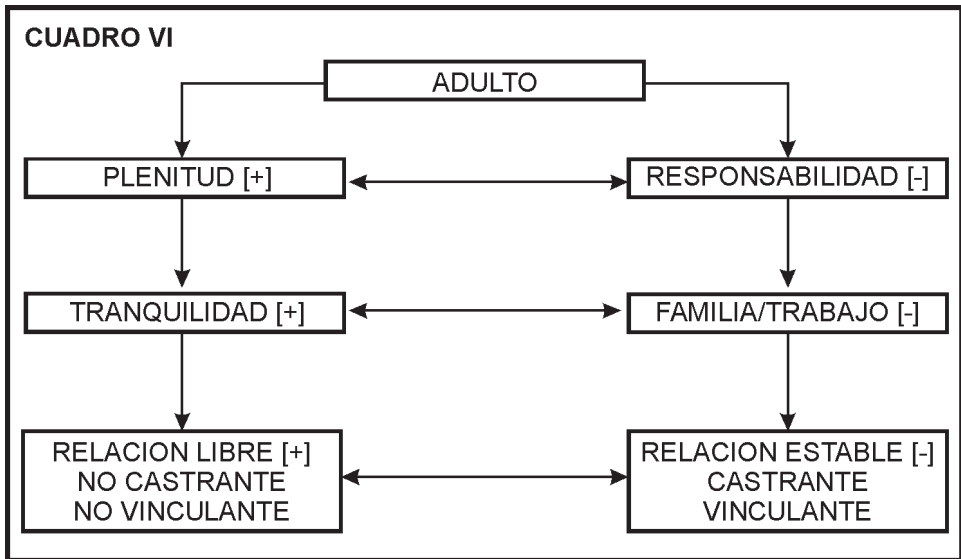 CUADRO VI
ADULTO
PLENITUD [+]
RESPONSABILIDAD [-]
TRANQUILIDAD [+]
FAMILIA/TRABAJO [-]
RELACION LIBRE [+]
NO CASTRANTE
NO VINCULANTE
RELACION ESTABLE [-]
CASTRANTE
VINCULANTE